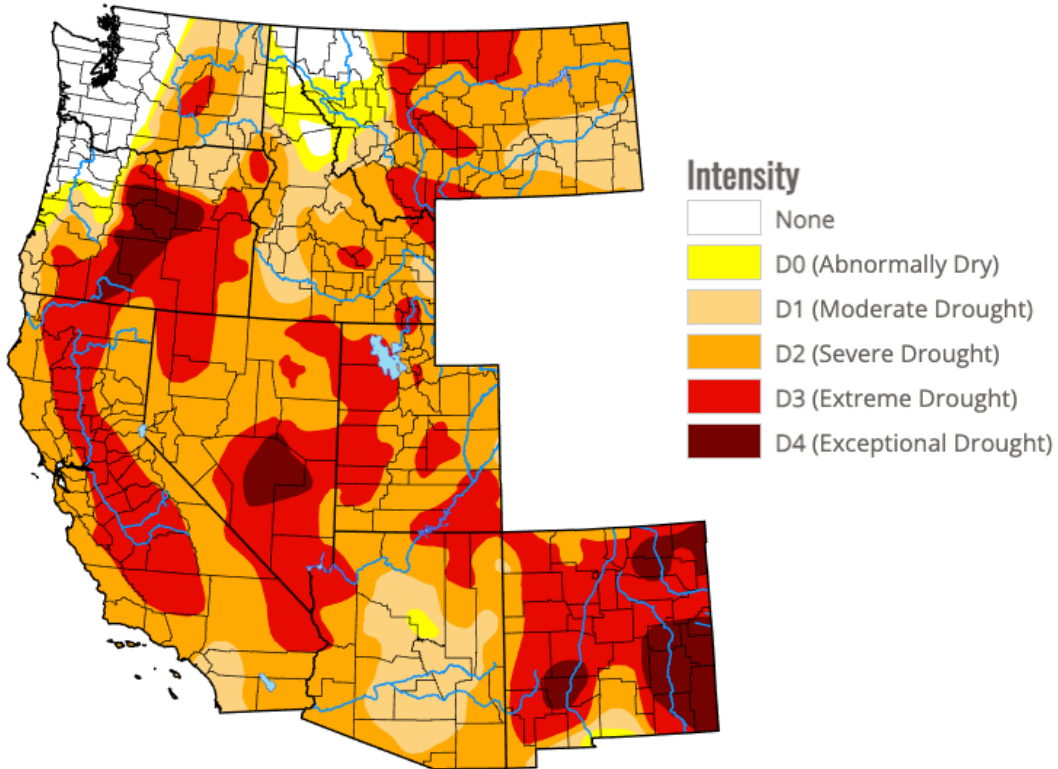 Intensity
None
D0 (Abnormally Dry)
D1 (Moderate Drought)
D2 (Severe Drought)
D3 (Extreme Drought)
D4 (Exceptional Drought)